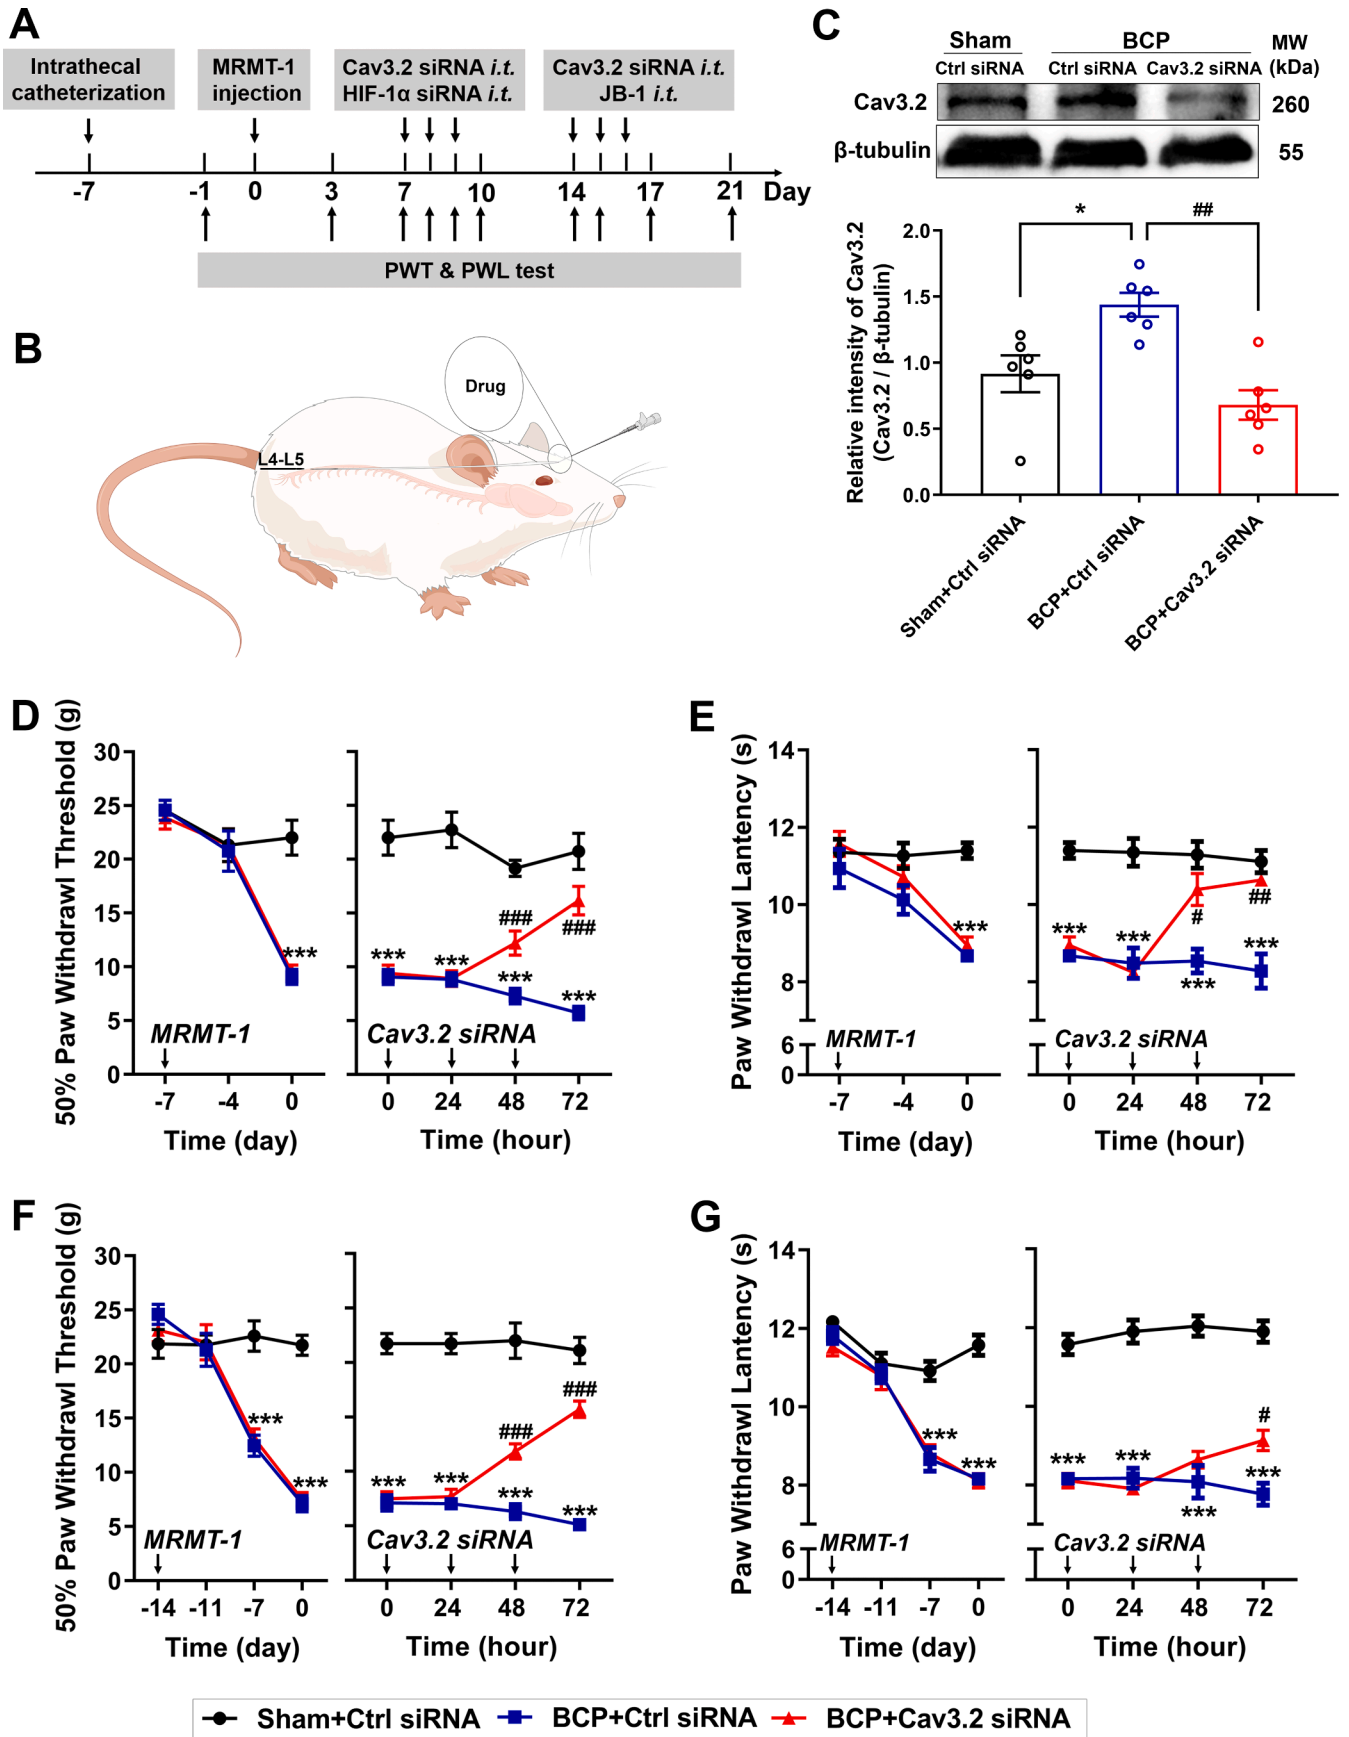 A
Intrathecal
catheterization
MRMT-1
injection
Cav3.2 siRNA i.t.
HIF-1α siRNA i.t.
Cav3.2 siRNA i.t.
JB-1 i.t.
-7 -1 0 3 7 10 14 17 21 Day
PWT & PWL test
B
Drug
L4-L5
C
Sham BCP MW
(kDa)
Ctrl siRNA Ctrl siRNA Cav3.2 siRNA
Cav3.2 260
β-tubulin 55
* ##
Relative intensity of Cav3.2
(Cav3.2 / β-tubulin)
2.0
1.5
1.0
0.5
0.0
Sham+Ctrl siRNA
BCP+Ctrl siRNA
BCP+Cav3.2 siRNA
D
50% Paw Withdrawl Threshold (g)
30
25
20
15
10
5
0
***
MRMT-1
-7 -4 0
Time (day)
*** *** ### *** ### ***
Cav3.2 siRNA
0 24 48 72
Time (hour)
E
Paw Withdrawl Lantency (s)
14
12
10
8
6
0
***
MRMT-1
-7 -4 0
Time (day)
*** *** # *** ## ***
Cav3.2 siRNA
0 24 48 72
Time (hour)
F
50% Paw Withdrawl Threshold (g)
30
25
20
15
10
5
0
*** ***
MRMT-1
-14 -11 -7 0
Time (day)
*** *** ### *** ### ***
Cav3.2 siRNA
0 24 48 72
Time (hour)
G
Paw Withdrawl Lantency (s)
14
12
10
8
6
0
*** ***
MRMT-1
-14 -11 -7 0
Time (day)
*** *** *** # ***
Cav3.2 siRNA
0 24 48 72
Time (hour)
Sham+Ctrl siRNA BCP+Ctrl siRNA BCP+Cav3.2 siRNA